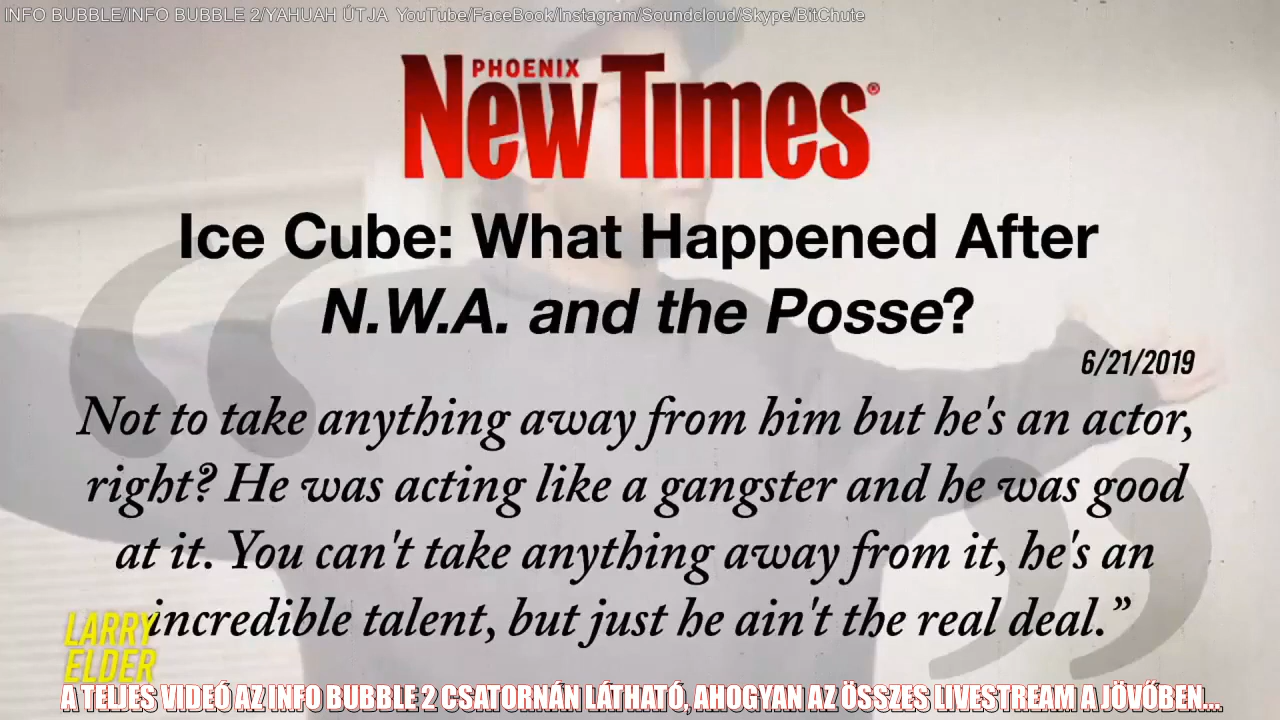 INFO BUBBLE/INFO BUBBLE 2/YAHUAH ÚTJA YouTube/FaceBook/Instagram/Soundcloud/Skype/BitChute
PHOENIX
New Times®
Ice Cube: What Happened After
N.W.A. and the Posse?
6/21/2019
Not to take anything away from him but he's an actor,
right? He was acting like a gangster and he was good
at it. You can't take anything away from it, he's an
incredible talent, but just he ain't the real deal.”
LARRY
ELDER
A TELJES VIDEÓ AZ INFO BUBBLE 2 CSATORNÁN LÁTHATÓ, AHOGYAN AZ ÖSSZES LIVESTREAM A JÖVŐBEN...